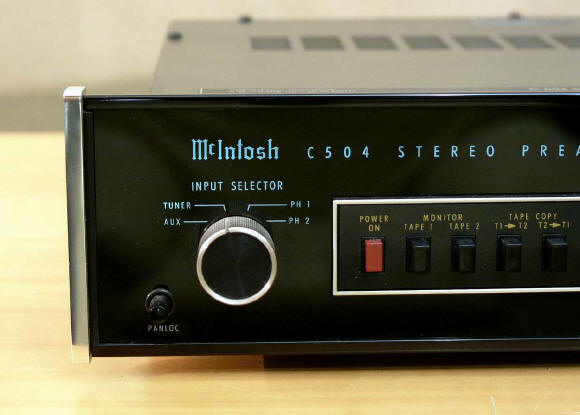 McIntosh C504 STEREO PREA
INPUT SELECTOR
TUNER PH 1
AUX PH 2
POWER ON
MONITOR
TAPE 1 TAPE 2
TAPE COPY
T1→T2 T2→T1
PANLOC